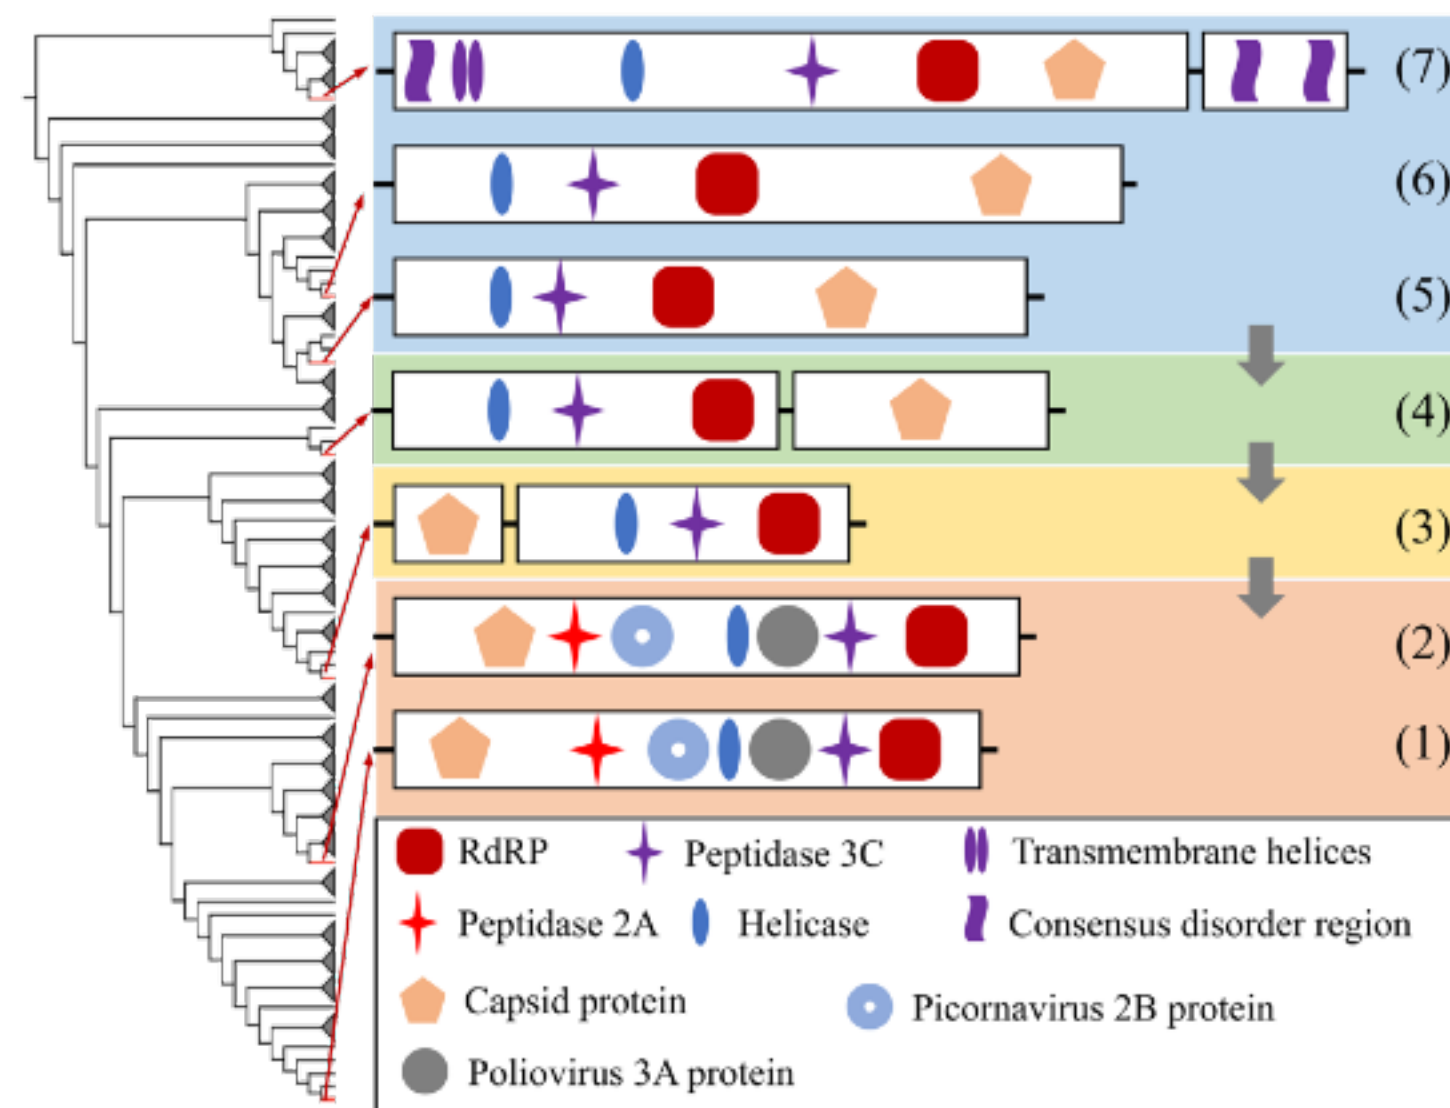 (7)
(6)
(5)
(4)
(3)
(2)
(1)
RdRP Peptidase 3C Transmembrane helices
Peptidase 2A Helicase Consensus disorder region
Capsid protein Picornavirus 2B protein
Poliovirus 3A protein